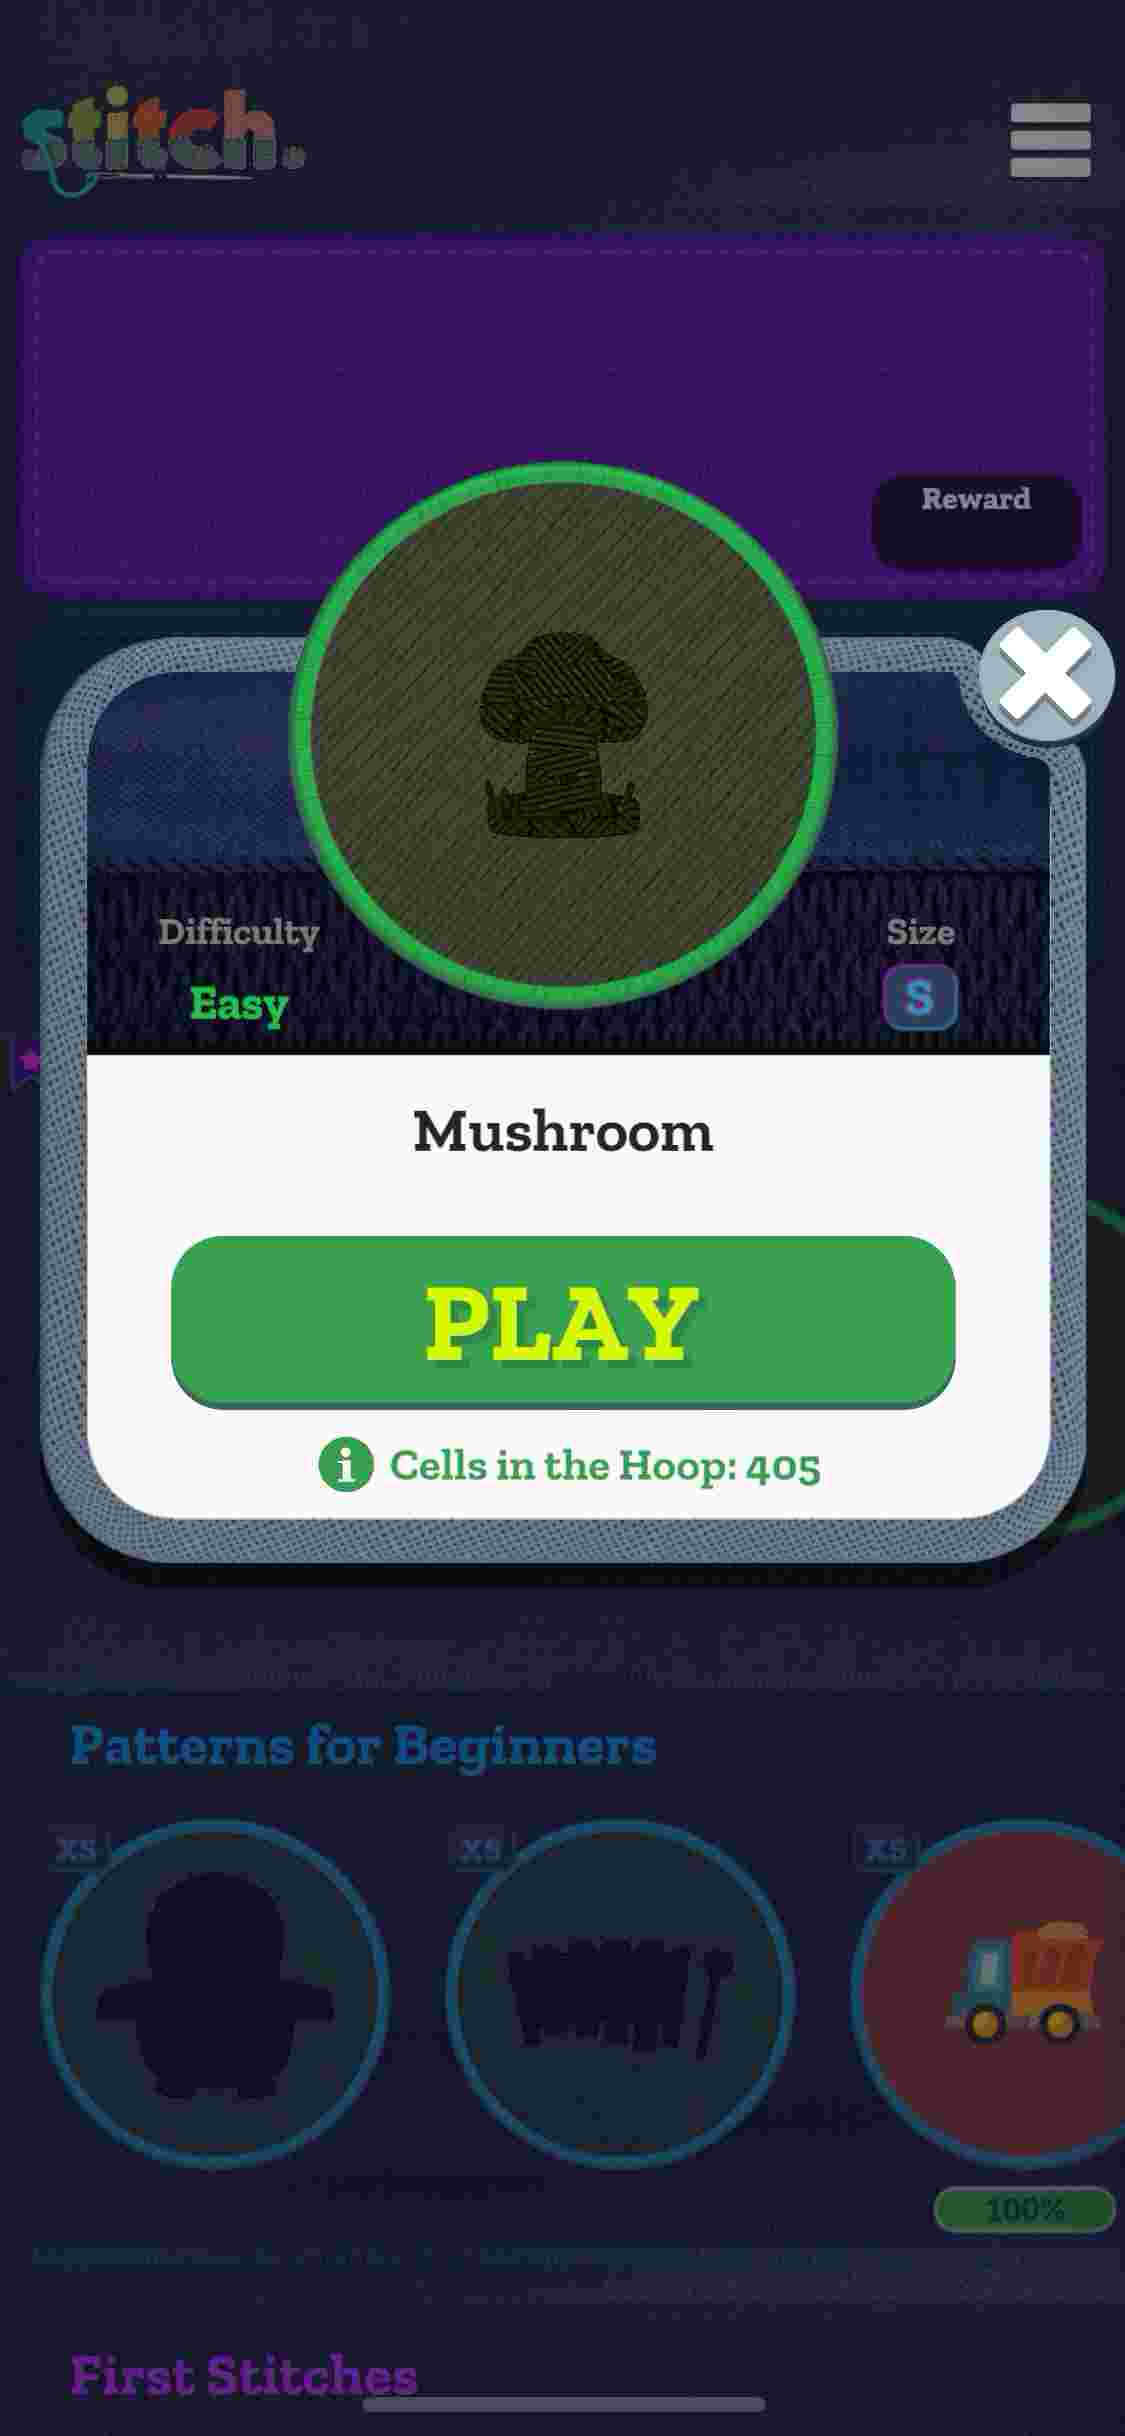 stitch.
Reward
Difficulty
Size
Easy
S
Mushroom
PLAY
i Cells in the Hoop: 405
Patterns for Beginners
XS
XS
XS
100%
First Stitches